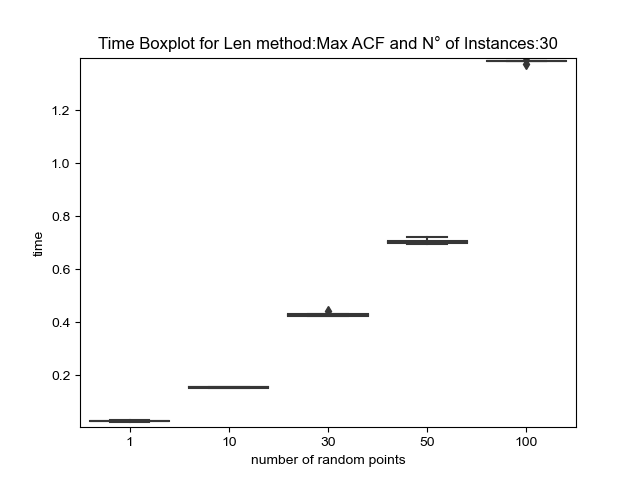 Time Boxplot for Len method:Max ACF and N° of Instances:30
1.2
1.0
0.8
0.6
0.4
0.2
time
1 10 30 50 100
number of random points